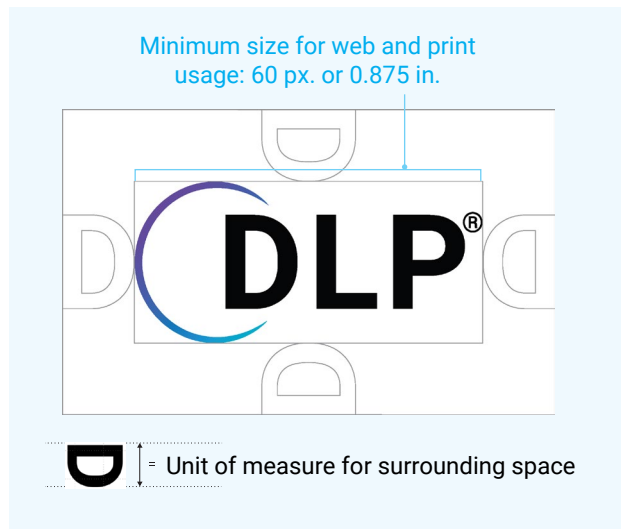 Minimum size for web and print
usage: 60 px. or 0.875 in.
D
D DLP® D
D
D = Unit of measure for surrounding space